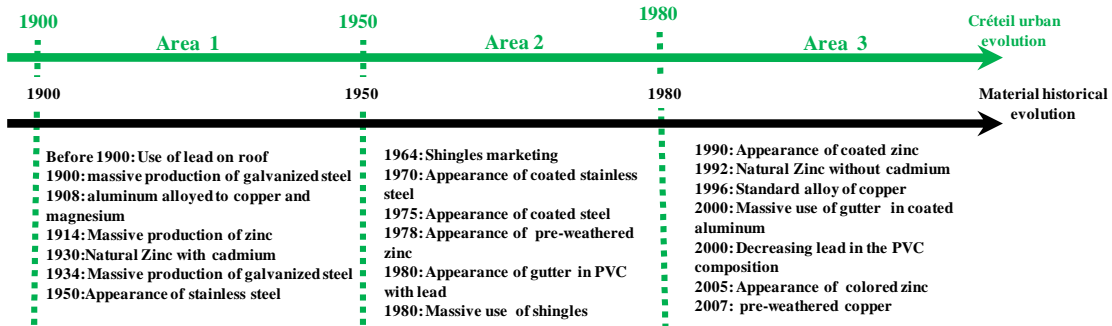 1900
1950
1980
Créteil urban
evolution
Area 1
Area 2
Area 3
1900
1950
1980
Material historical
evolution
Before 1900: Use of lead on roof
1900: massive production of galvanized steel
1908: aluminum alloyed to copper and
magnesium
1914: Massive production of zinc
1930: Natural Zinc with cadmium
1934: Massive production of galvanized steel
1950: Appearance of stainless steel
1964: Shingles marketing
1970: Appearance of coated stainless
steel
1975: Appearance of coated steel
1978: Appearance of pre-weathered
zinc
1980: Appearance of gutter in PVC
with lead
1980: Massive use of shingles
1990: Appearance of coated zinc
1992: Natural Zinc without cadmium
1996: Standard alloy of copper
2000: Massive use of gutter in coated
aluminum
2000: Decreasing lead in the PVC
composition
2005: Appearance of colored zinc
2007: pre-weathered copper